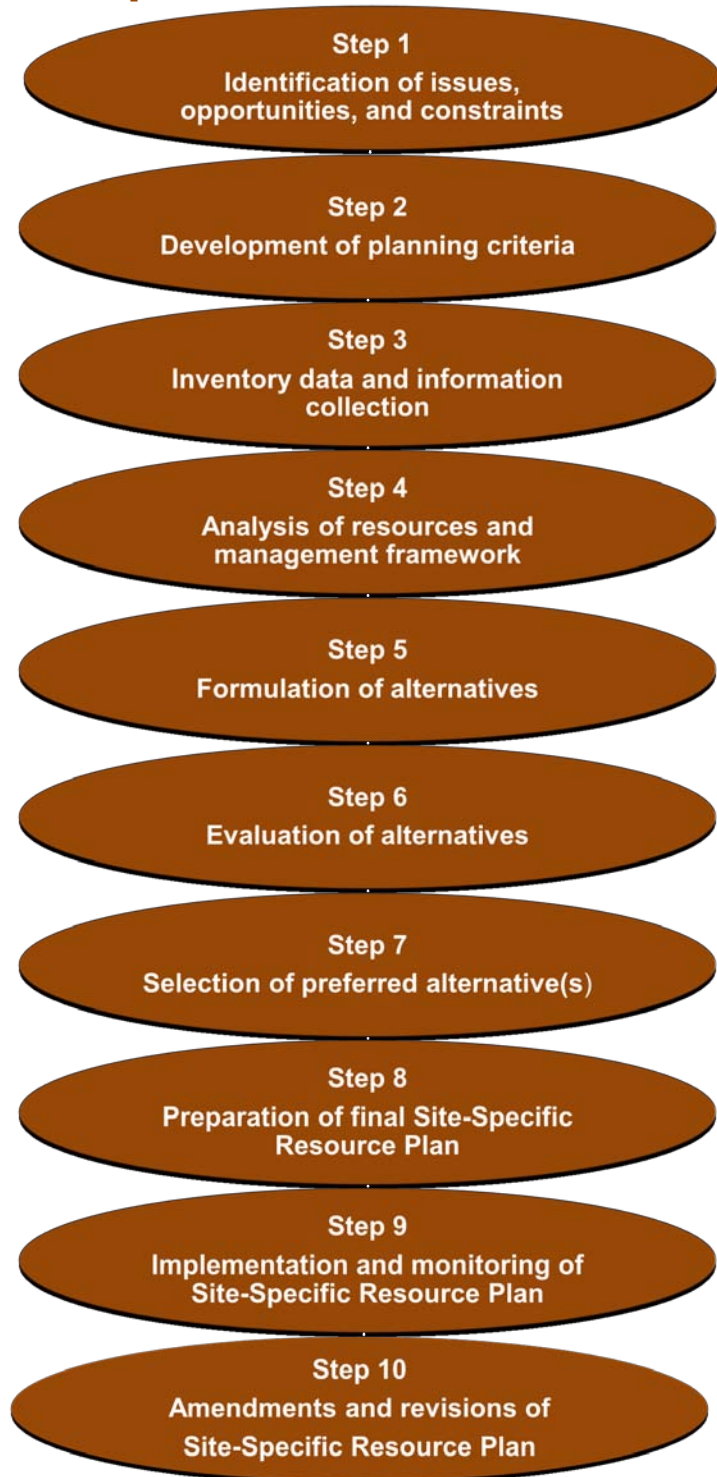 Step 1
Identification of issues,
opportunities, and constraints
Step 2
Development of planning criteria
Step 3
Inventory data and information
collection
Step 4
Analysis of resources and
management framework
Step 5
Formulation of alternatives
Step 6
Evaluation of alternatives
Step 7
Selection of preferred alternative(s)
Step 8
Preparation of final Site-Specific
Resource Plan
Step 9
Implementation and monitoring of
Site-Specific Resource Plan
Step 10
Amendments and revisions of
Site-Specific Resource Plan